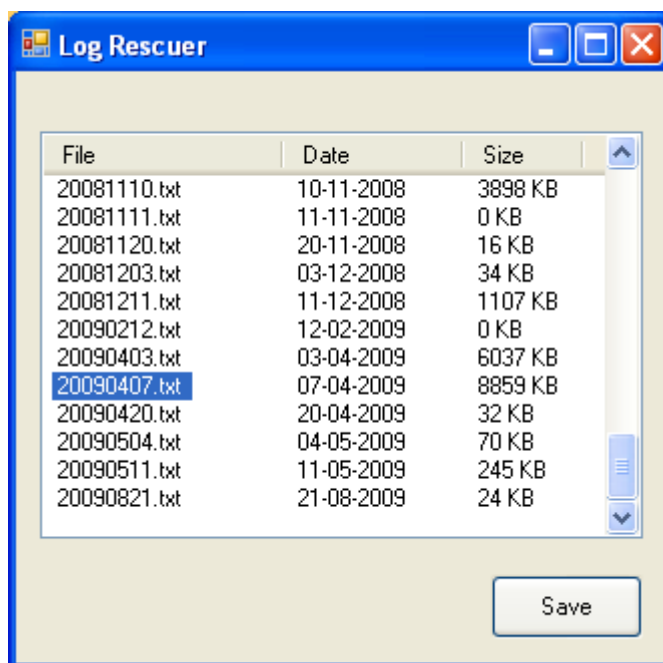 Log Rescuer
File Date Size
20081110.txt 10-11-2008 3898 KB
20081111.txt 11-11-2008 0 KB
20081120.txt 20-11-2008 16 KB
20081203.txt 03-12-2008 34 KB
20081211.txt 11-12-2008 1107 KB
20090212.txt 12-02-2009 0 KB
20090403.txt 03-04-2009 6037 KB
20090407.txt 07-04-2009 8859 KB
20090420.txt 20-04-2009 32 KB
20090504.txt 04-05-2009 70 KB
20090511.txt 11-05-2009 245 KB
20090821.txt 21-08-2009 24 KB
Save